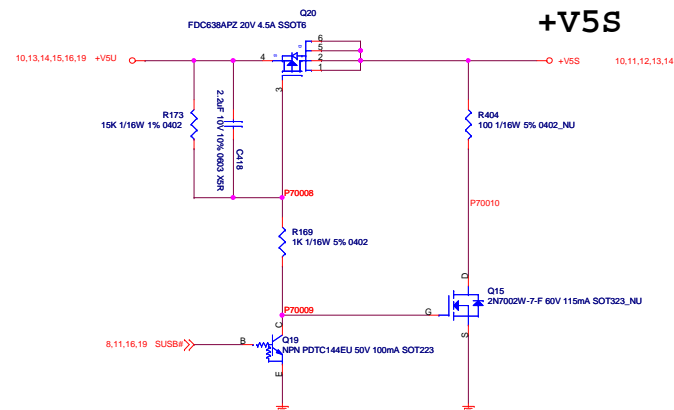 +V5S
Q20
FDC638APZ 20V 4.5A SSOT6
10,13,14,15,16,19 +V5U
4
6
5
2
1
3
+V5S
10,11,12,13,14
R173
15K 1/16W 1% 0402
2.2uF 10V 10% 0603 X5R
C418
R404
100 1/16W 5% 0402_NU
P70008
P70010
R169
1K 1/16W 5% 0402
P70009
D
Q15
2N7002W-7-F 60V 115mA SOT323_NU
G
S
8,11,16,19 SUSB#
B
C
Q19
NPN PDTC144EU 50V 100mA SOT223
E